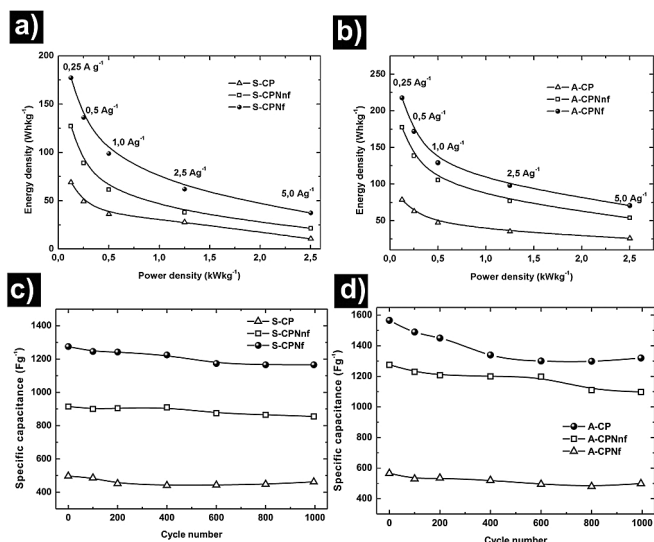 a)
200
150
100
50
Energy density (Whkg⁻¹)
0,25 A g⁻¹
0,5 Ag⁻¹
1,0 Ag⁻¹
2,5 Ag⁻¹
5,0 Ag⁻¹
S-CP
S-CPNnf
S-CPNf
0,0 0,5 1,0 1,5 2,0 2,5
Power density (kWkg⁻¹)
b)
250
200
150
100
50
Energy density (Whkg⁻¹)
0,25 Ag⁻¹
0,5 Ag⁻¹
1,0 Ag⁻¹
2,5 Ag⁻¹
5,0 Ag⁻¹
A-CP
A-CPNnf
A-CPNf
0,0 0,5 1,0 1,5 2,0 2,5
Power density (kWkg⁻¹)
c)
1400
1200
1000
800
600
400
Specific capacitance (Fg⁻¹)
S-CP
S-CPNnf
S-CPNf
0 200 400 600 800 1000
Cycle number
d)
1600
1400
1200
1000
800
600
400
Specific capacitance (Fg⁻¹)
A-CP
A-CPNnf
A-CPNf
0 200 400 600 800 1000
Cycle number